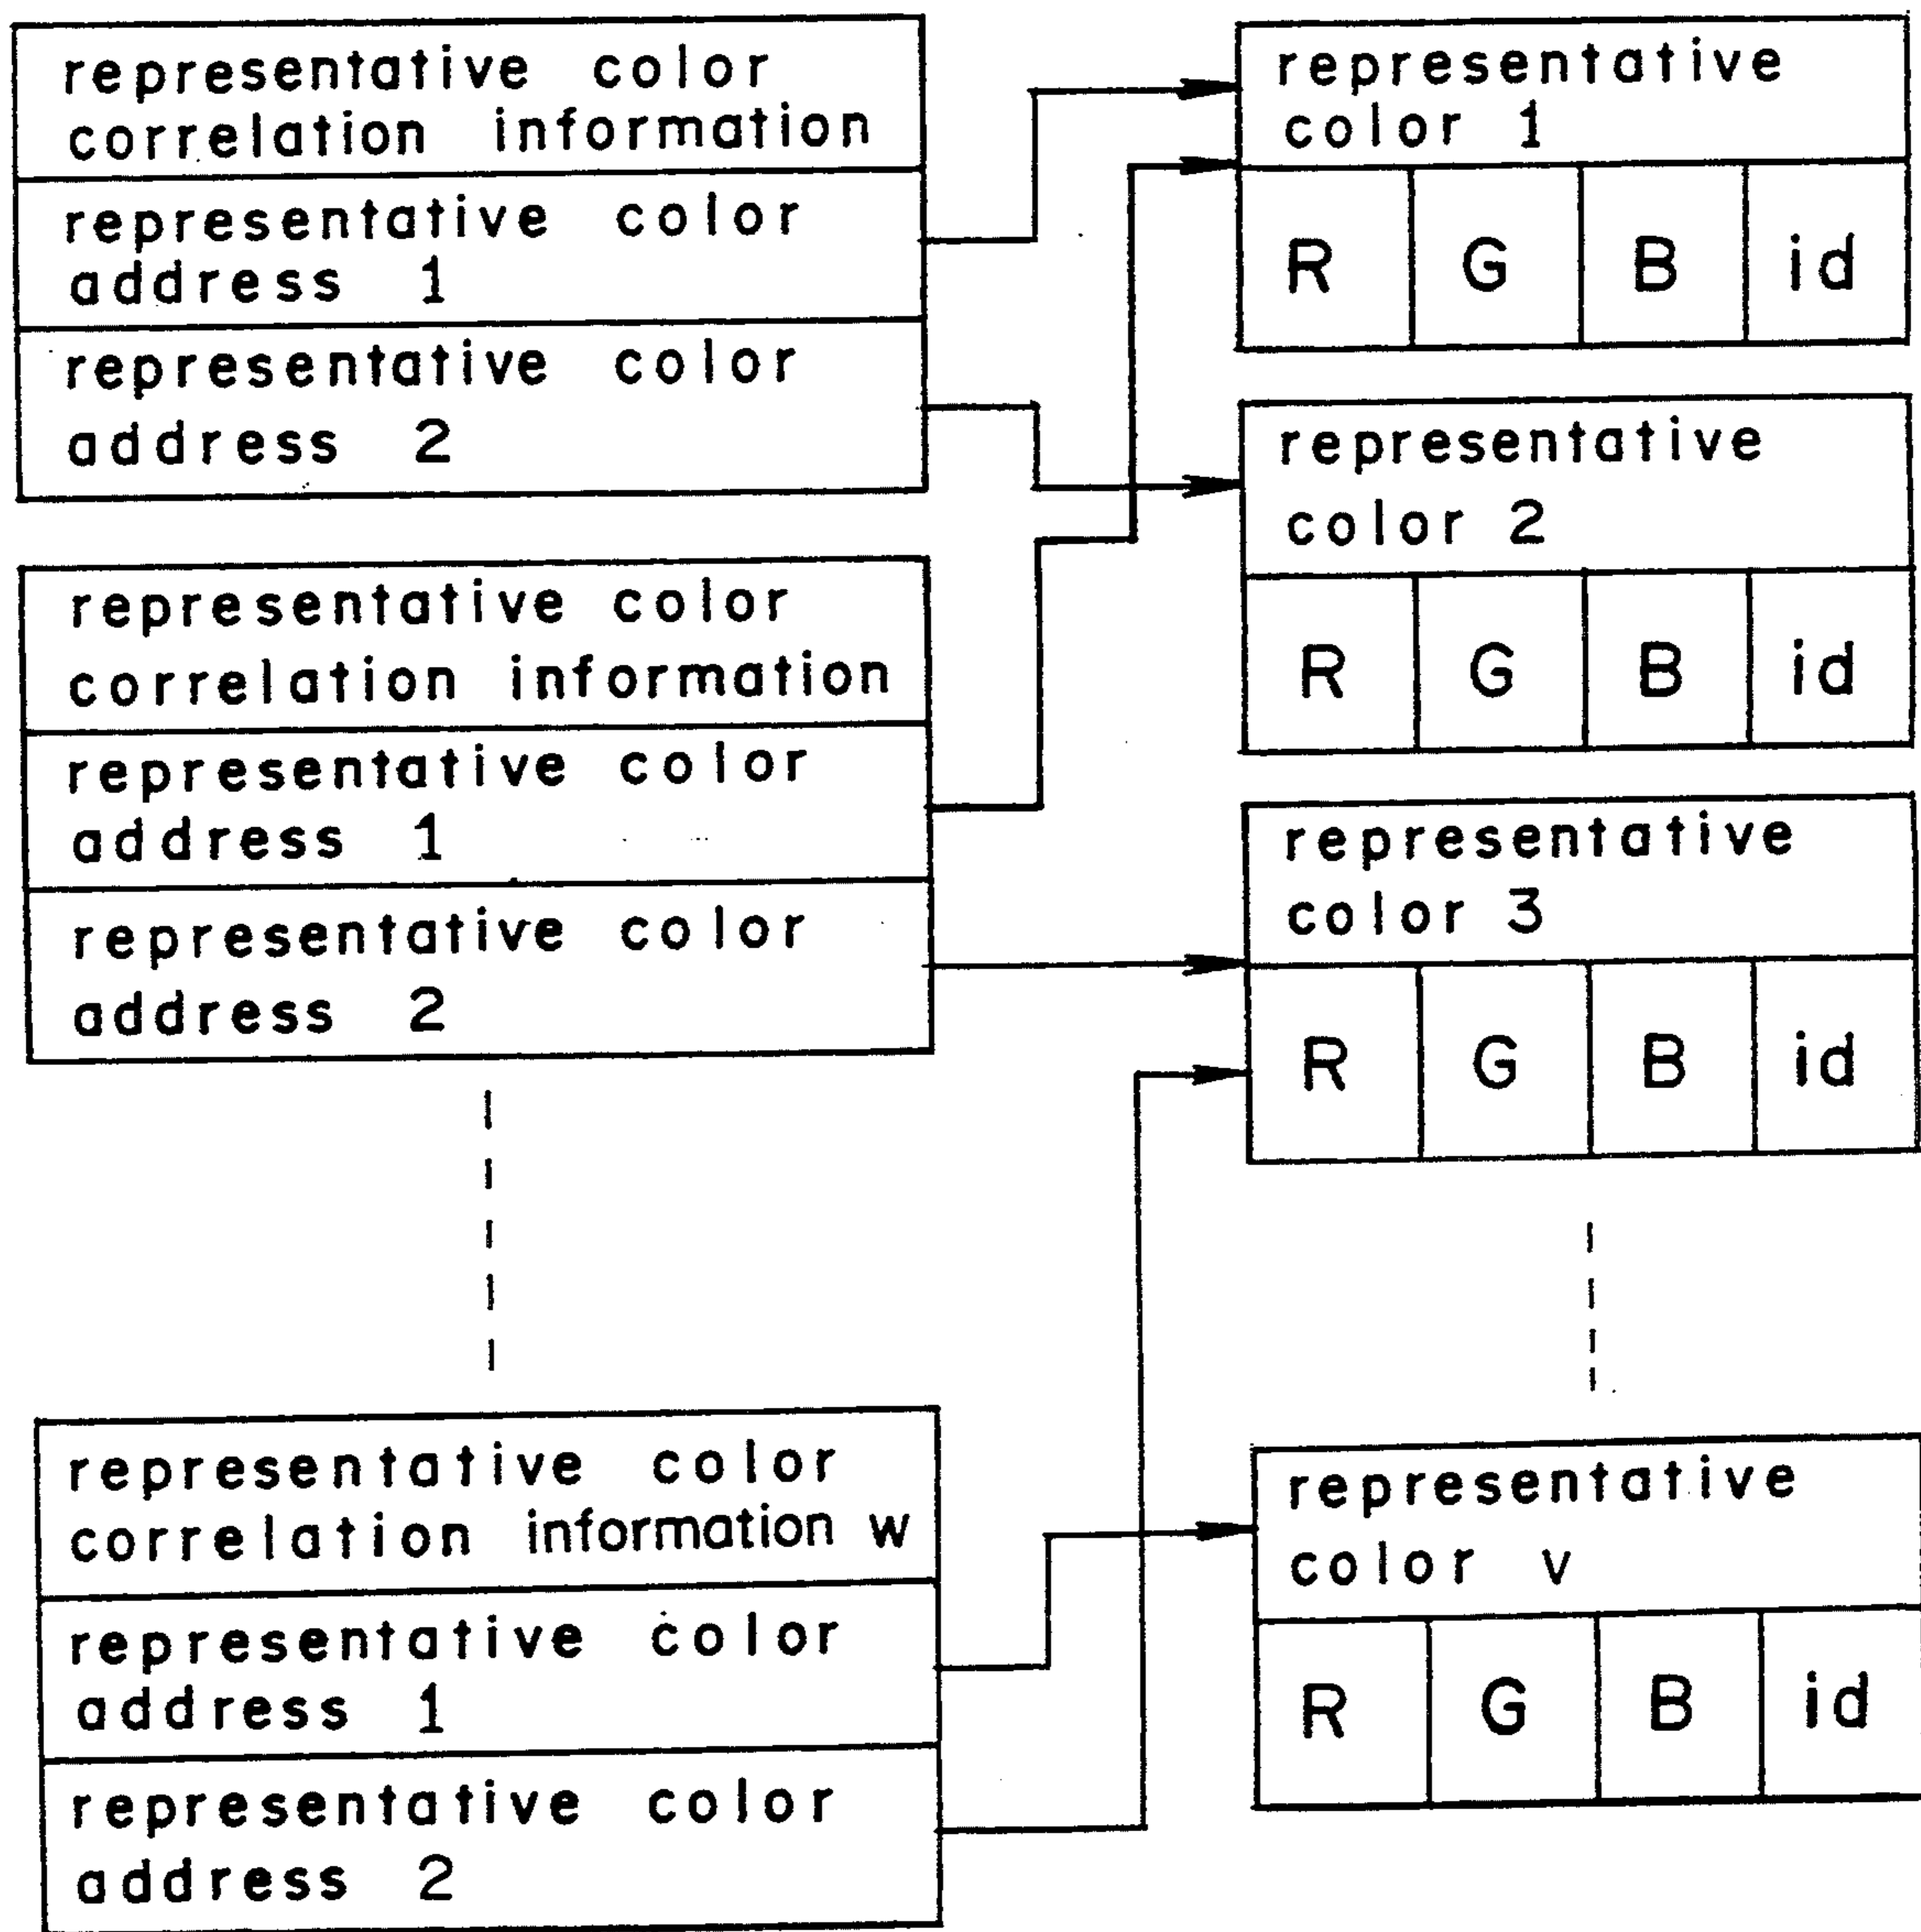 representative color
correlation information
representative color
address 1
representative color
address 2
representative color
correlation information
representative color
address 1
representative color
address 2
representative color
correlation information w
representative color
address 1
representative color
address 2
representative
color 1
R G B id
representative
color 2
R G B id
representative
color 3
R G B id
representative
color v
R G B id